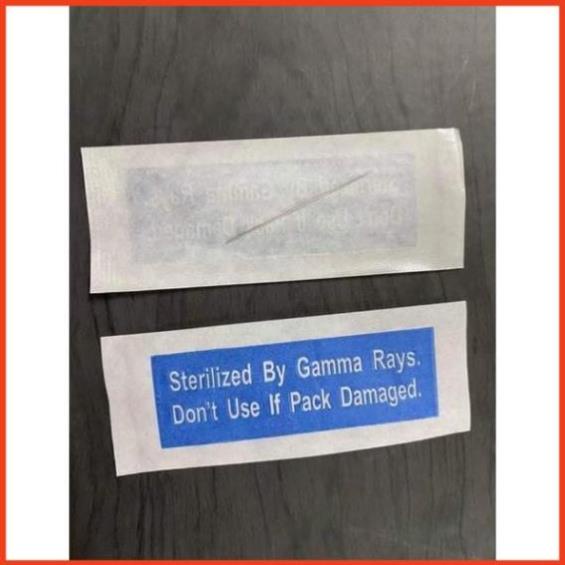 Sterilized By Gamma Rays.
Don't Use If Pack Damaged.